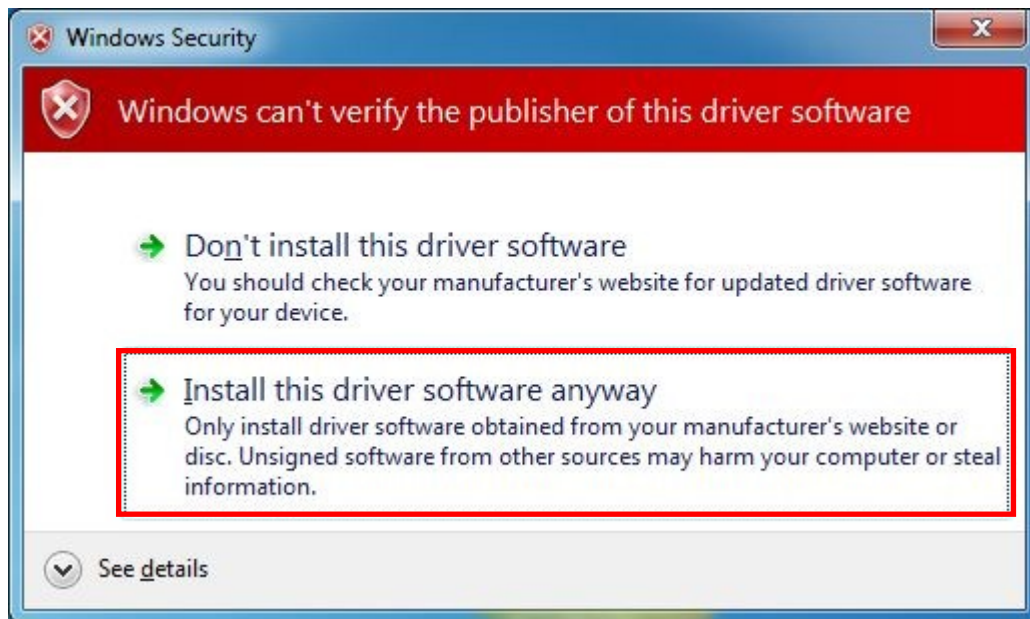 Windows Security
Windows can't verify the publisher of this driver software
Don't install this driver software
You should check your manufacturer's website for updated driver software
for your device.
Install this driver software anyway
Only install driver software obtained from your manufacturer's website or
disc. Unsigned software from other sources may harm your computer or steal
information.
See details